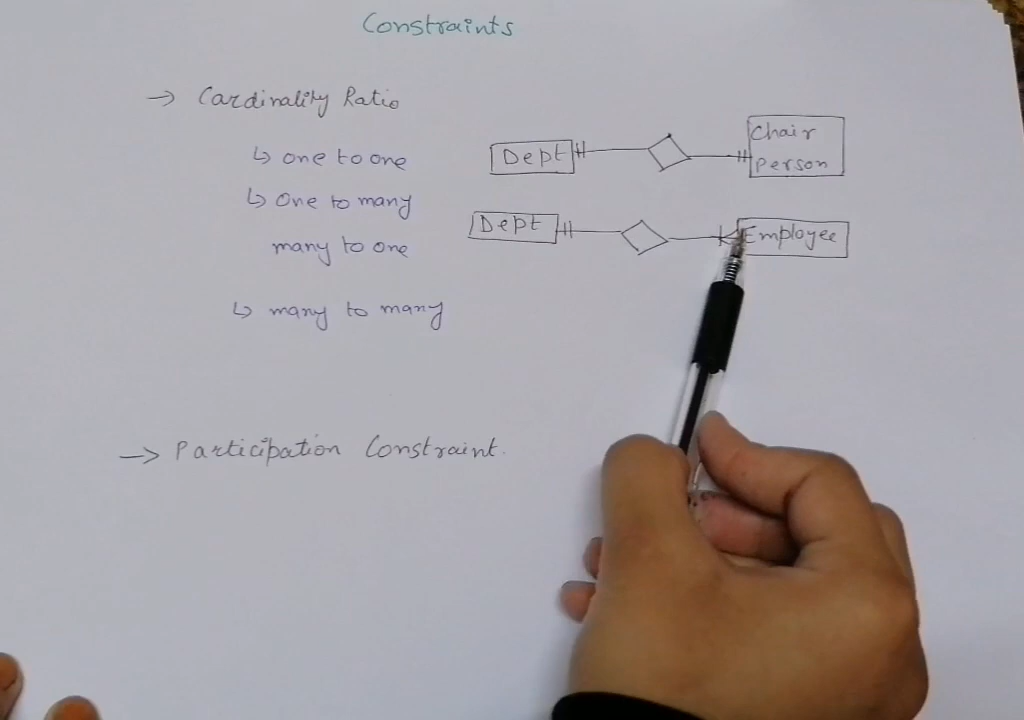 Constraints
→ Cardinality Ratio
↳ one to one
Dept
Chair
person
↳ one to many
Dept
Employee
many to one
↳ many to many
→ Participation Constraint.